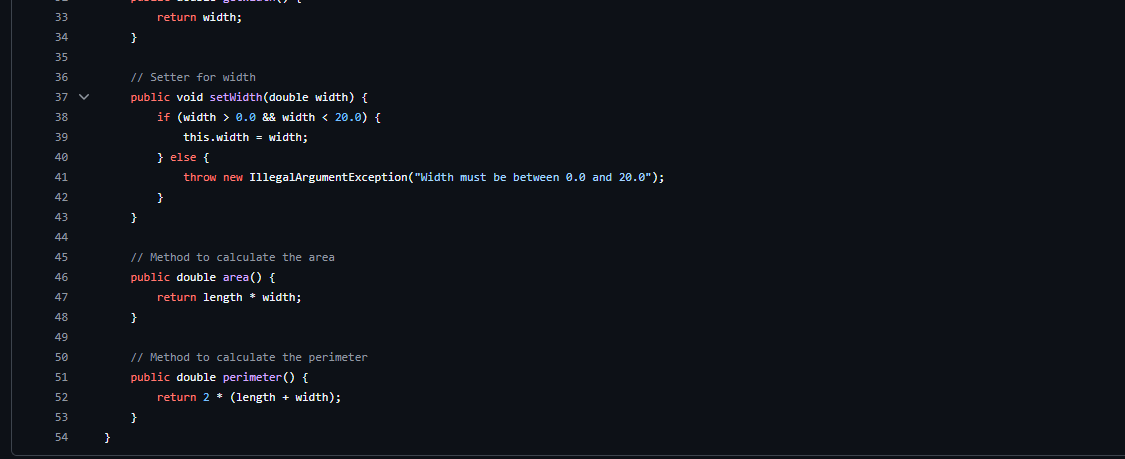 33 return width;
34 }
35
36 // Setter for width
37 public void setWidth(double width) {
38 if (width > 0.0 && width < 20.0) {
39 this.width = width;
40 } else {
41 throw new IllegalArgumentException("Width must be between 0.0 and 20.0");
42 }
43 }
44
45 // Method to calculate the area
46 public double area() {
47 return length * width;
48 }
49
50 // Method to calculate the perimeter
51 public double perimeter() {
52 return 2 * (length + width);
53 }
54 }